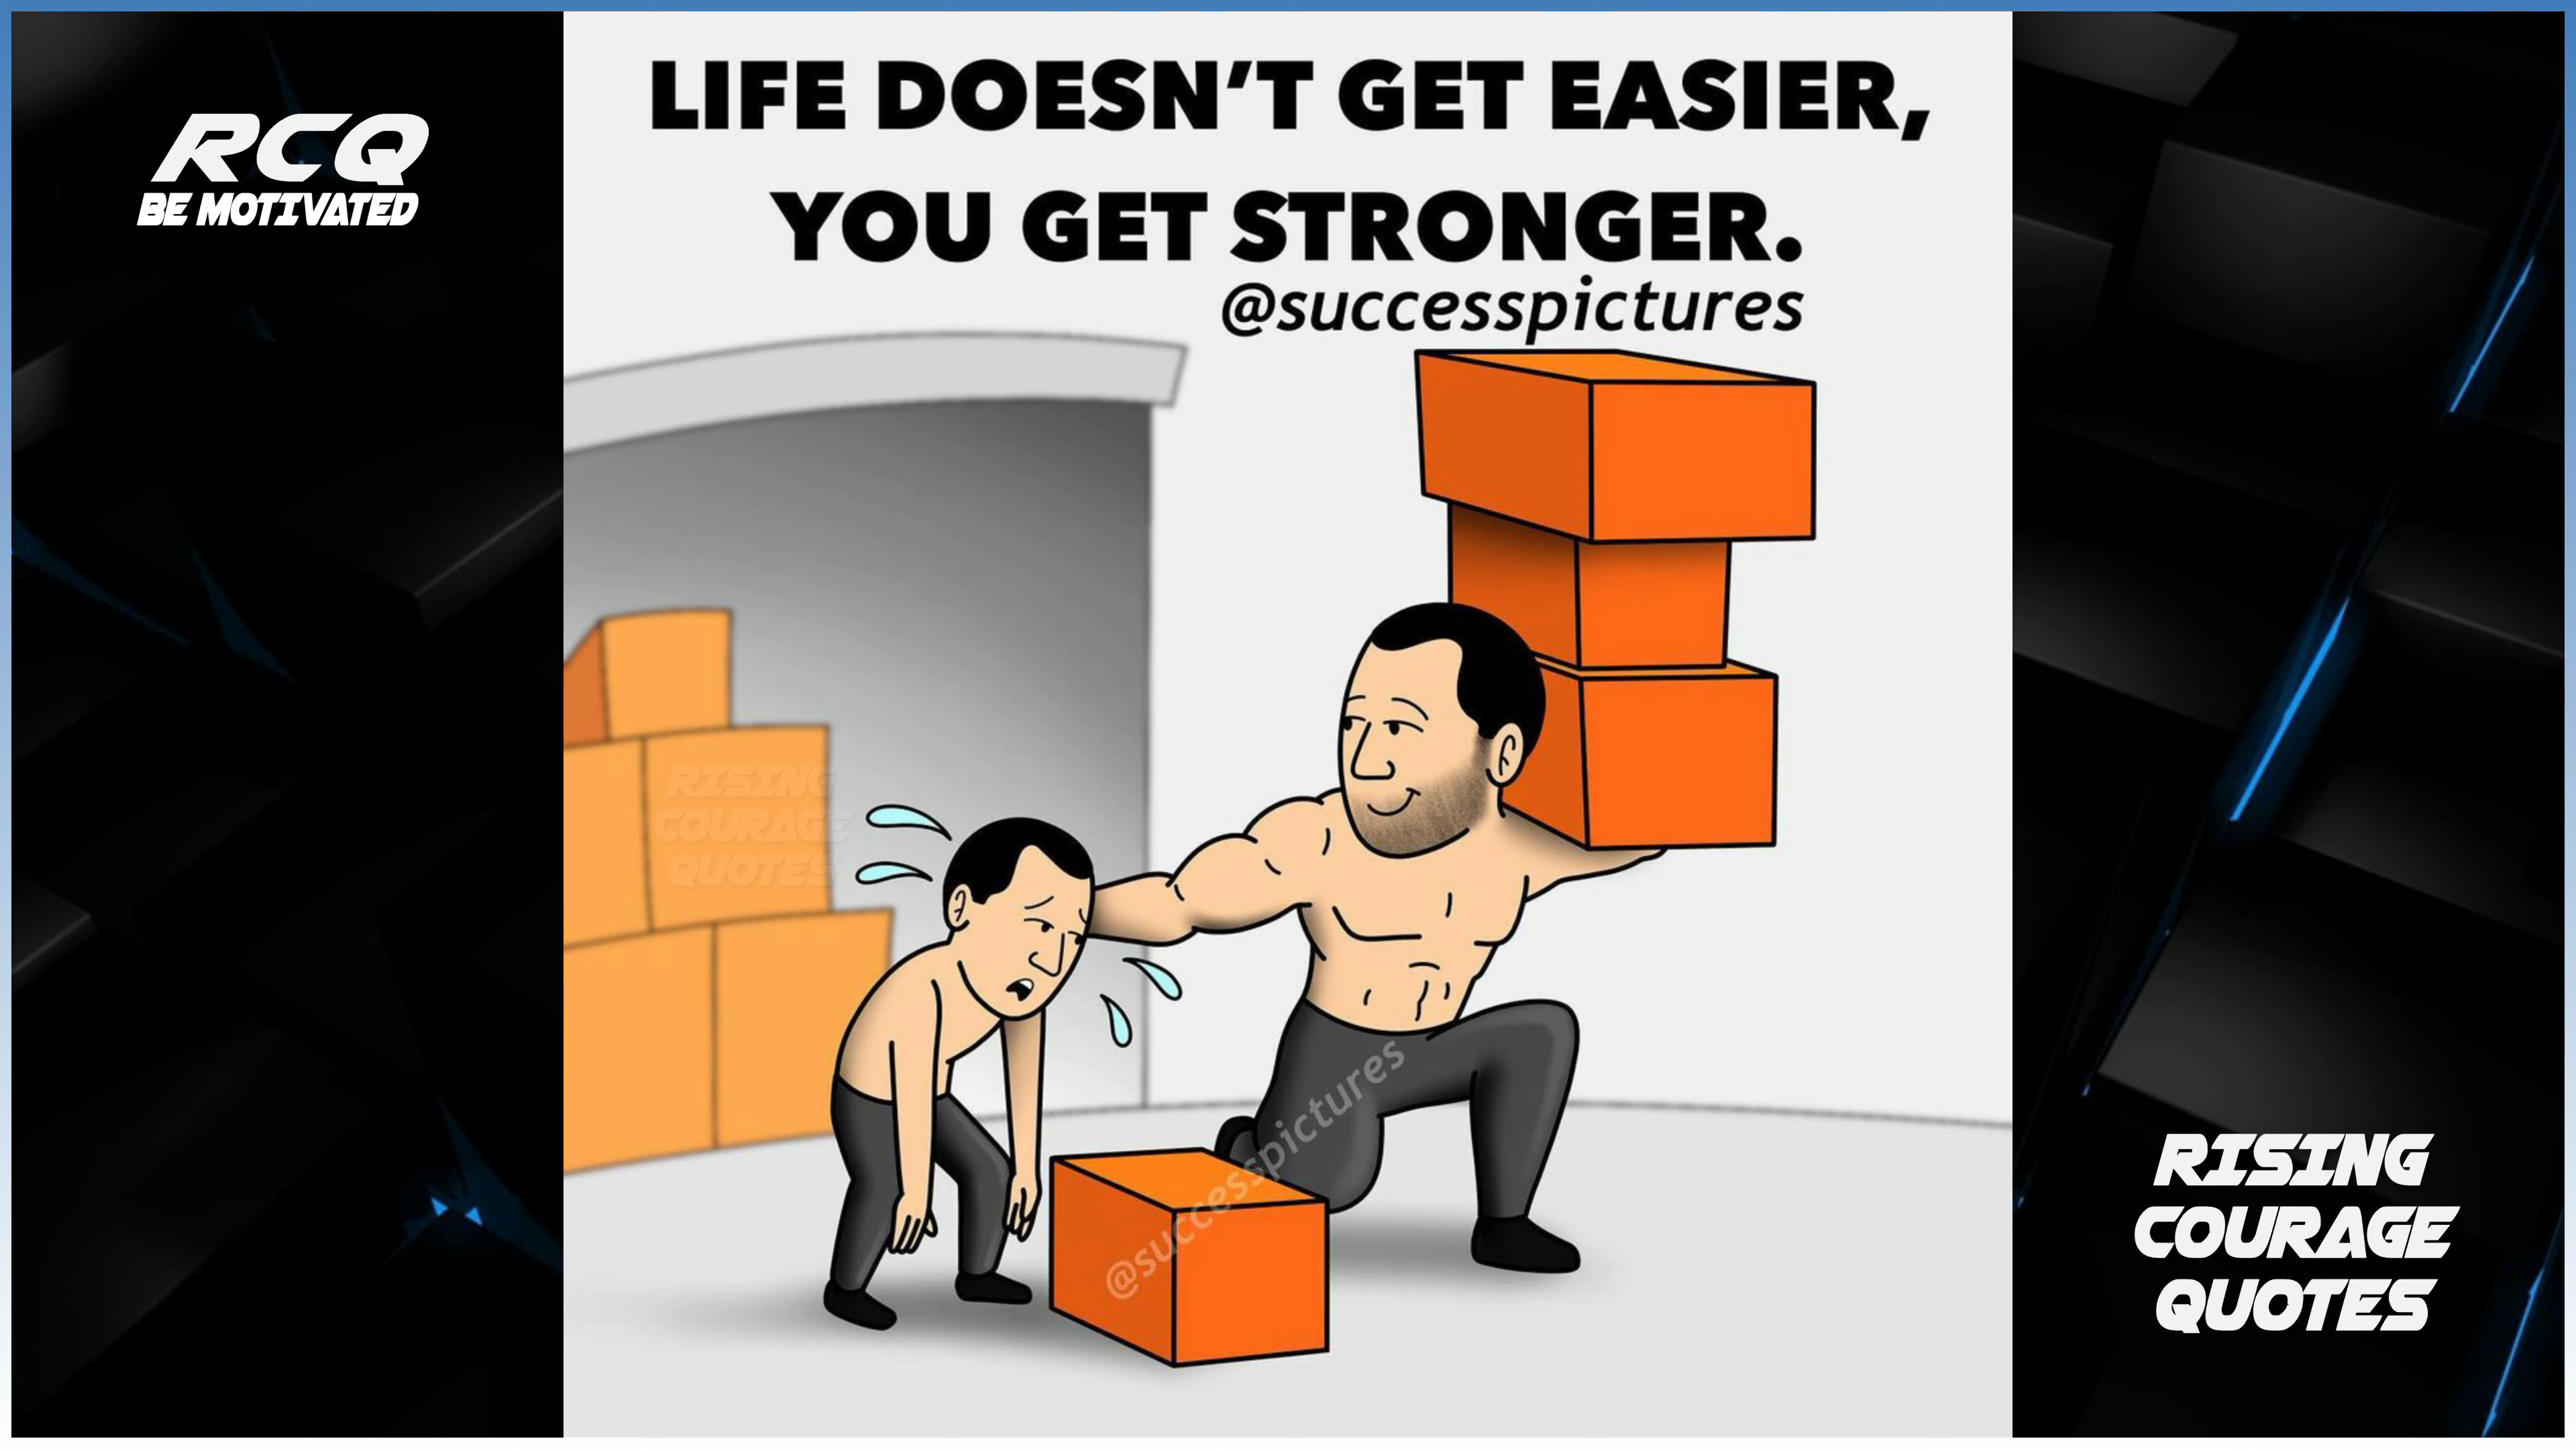 RCQ
BE MOTIVATED
LIFE DOESN'T GET EASIER,
YOU GET STRONGER.
@successpictures
RISING
COURAGE
QUOTES
@successpictures
RISING
COURAGE
QUOTES